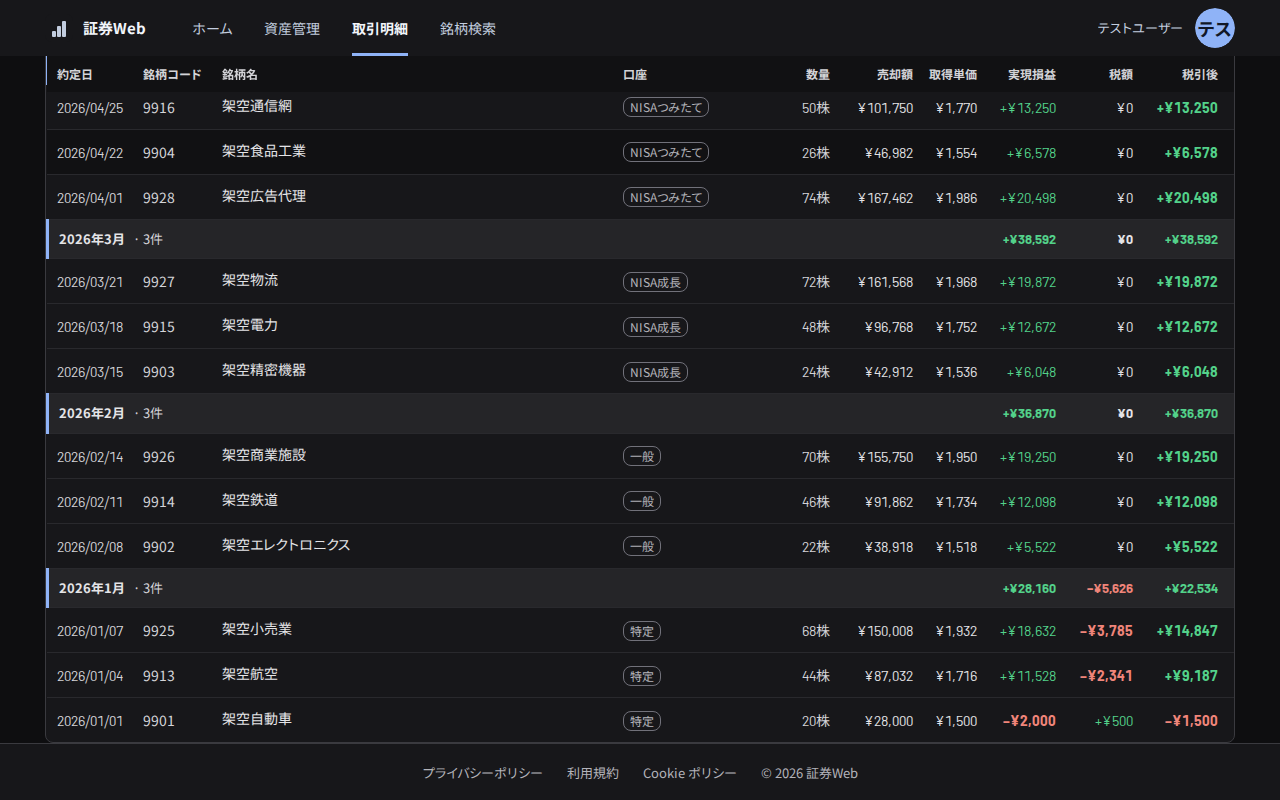 証券Web ホーム 資産管理 取引明細 銘柄検索 テストユーザー テス
約定日 銘柄コード 銘柄名 口座 数量 売却額 取得単価 実現損益 税額 税引後
2026/04/25 9916 架空通信網 NISAつみたて 50株 ¥101,750 ¥1,770 +¥13,250 ¥0 +¥13,250
2026/04/22 9904 架空食品工業 NISAつみたて 26株 ¥46,982 ¥1,554 +¥6,578 ¥0 +¥6,578
2026/04/01 9928 架空広告代理 NISAつみたて 74株 ¥167,462 ¥1,986 +¥20,498 ¥0 +¥20,498
2026年3月 · 3件 +¥38,592 ¥0 +¥38,592
2026/03/21 9927 架空物流 NISA成長 72株 ¥161,568 ¥1,968 +¥19,872 ¥0 +¥19,872
2026/03/18 9915 架空電力 NISA成長 48株 ¥96,768 ¥1,752 +¥12,672 ¥0 +¥12,672
2026/03/15 9903 架空精密機器 NISA成長 24株 ¥42,912 ¥1,536 +¥6,048 ¥0 +¥6,048
2026年2月 · 3件 +¥36,870 ¥0 +¥36,870
2026/02/14 9926 架空商業施設 一般 70株 ¥155,750 ¥1,950 +¥19,250 ¥0 +¥19,250
2026/02/11 9914 架空鉄道 一般 46株 ¥91,862 ¥1,734 +¥12,098 ¥0 +¥12,098
2026/02/08 9902 架空エレクトロニクス 一般 22株 ¥38,918 ¥1,518 +¥5,522 ¥0 +¥5,522
2026年1月 · 3件 +¥28,160 −¥5,626 +¥22,534
2026/01/07 9925 架空小売業 特定 68株 ¥150,008 ¥1,932 +¥18,632 −¥3,785 +¥14,847
2026/01/04 9913 架空航空 特定 44株 ¥87,032 ¥1,716 +¥11,528 −¥2,341 +¥9,187
2026/01/01 9901 架空自動車 特定 20株 ¥28,000 ¥1,500 −¥2,000 +¥500 −¥1,500
プライバシーポリシー 利用規約 Cookie ポリシー © 2026 証券Web